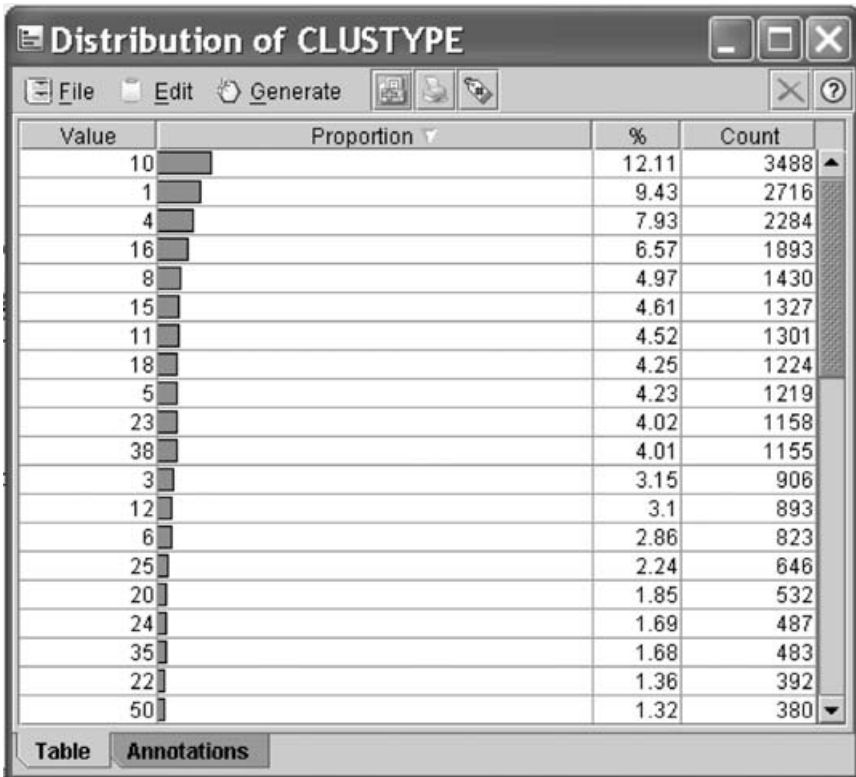 Distribution of CLUSTYPE
File Edit Generate
Value Proportion % Count
10 12.11 3488
1 9.43 2716
4 7.93 2284
16 6.57 1893
8 4.97 1430
15 4.61 1327
11 4.52 1301
18 4.25 1224
5 4.23 1219
23 4.02 1158
38 4.01 1155
3 3.15 906
12 3.1 893
6 2.86 823
25 2.24 646
20 1.85 532
24 1.69 487
35 1.68 483
22 1.36 392
50 1.32 380
Table Annotations